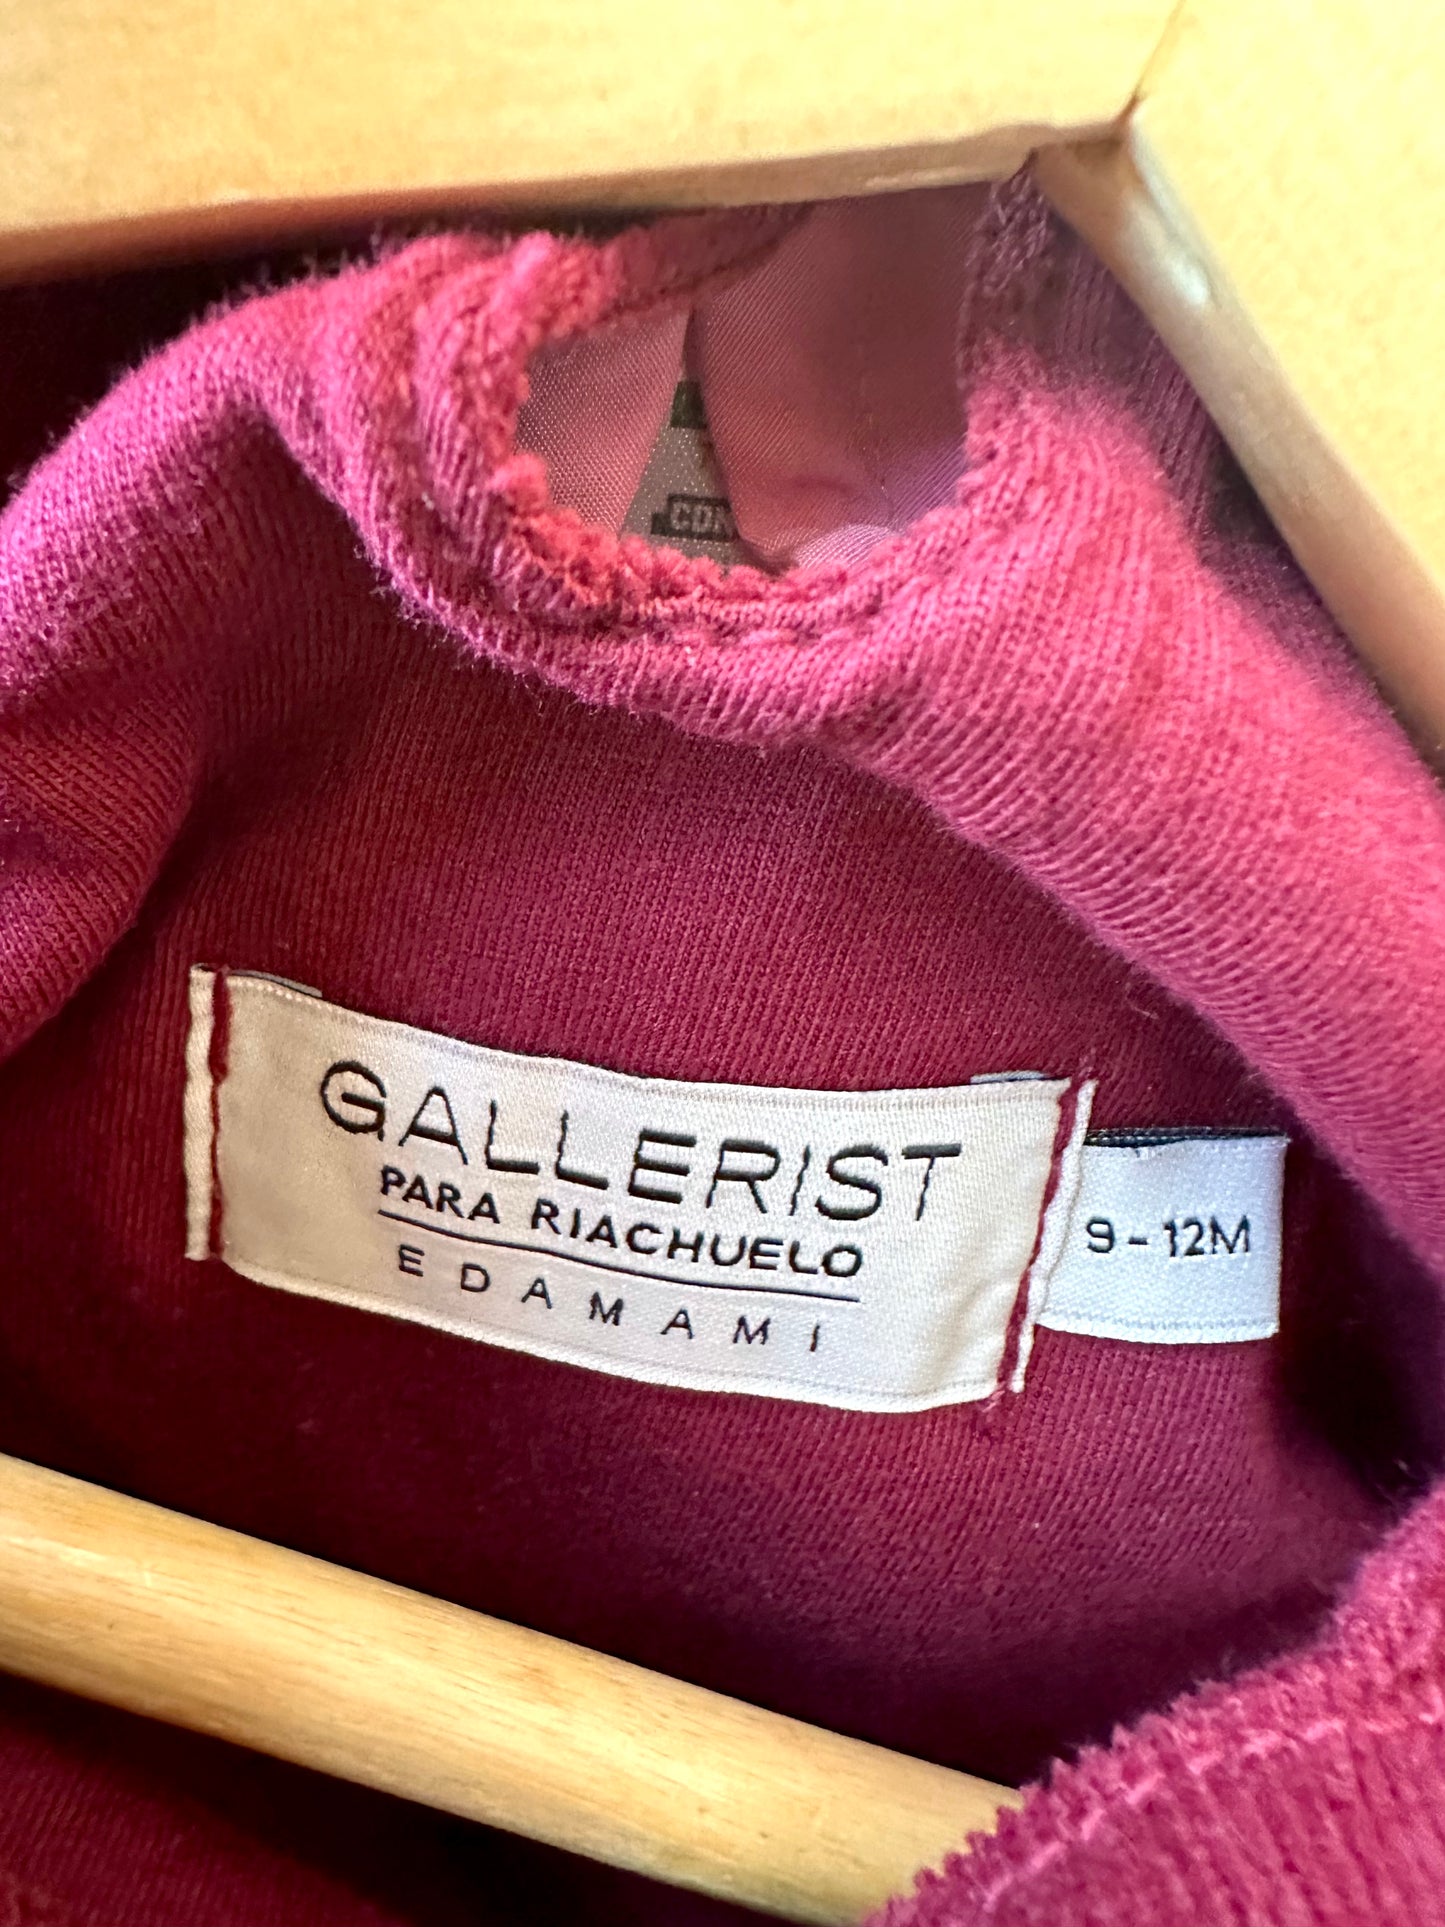 GALLERIST
PARA RIACHUELO
EDAMAMI
9-12M